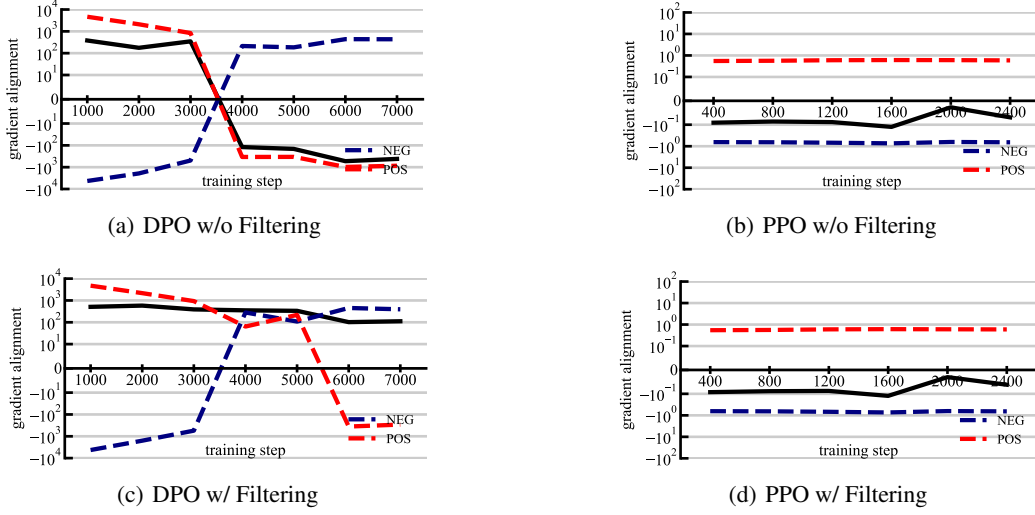 10^4
10^3
10^2
10^1
0
−10^1
−10^2
−10^3
−10^4
gradient alignment
1000 2000 3000 4000 5000 6000 7000
training step
NEG
POS
(a) DPO w/o Filtering
10^2
10^1
10^0
10^−1
0
−10^−1
−10^0
−10^1
−10^2
gradient alignment
400 800 1200 1600 2000 2400
training step
NEG
POS
(b) PPO w/o Filtering
10^4
10^3
10^2
10^1
0
−10^1
−10^2
−10^3
−10^4
gradient alignment
1000 2000 3000 4000 5000 6000 7000
training step
NEG
POS
(c) DPO w/ Filtering
10^2
10^1
10^0
10^−1
0
−10^−1
−10^0
−10^1
−10^2
gradient alignment
400 800 1200 1600 2000 2400
training step
NEG
POS
(d) PPO w/ Filtering